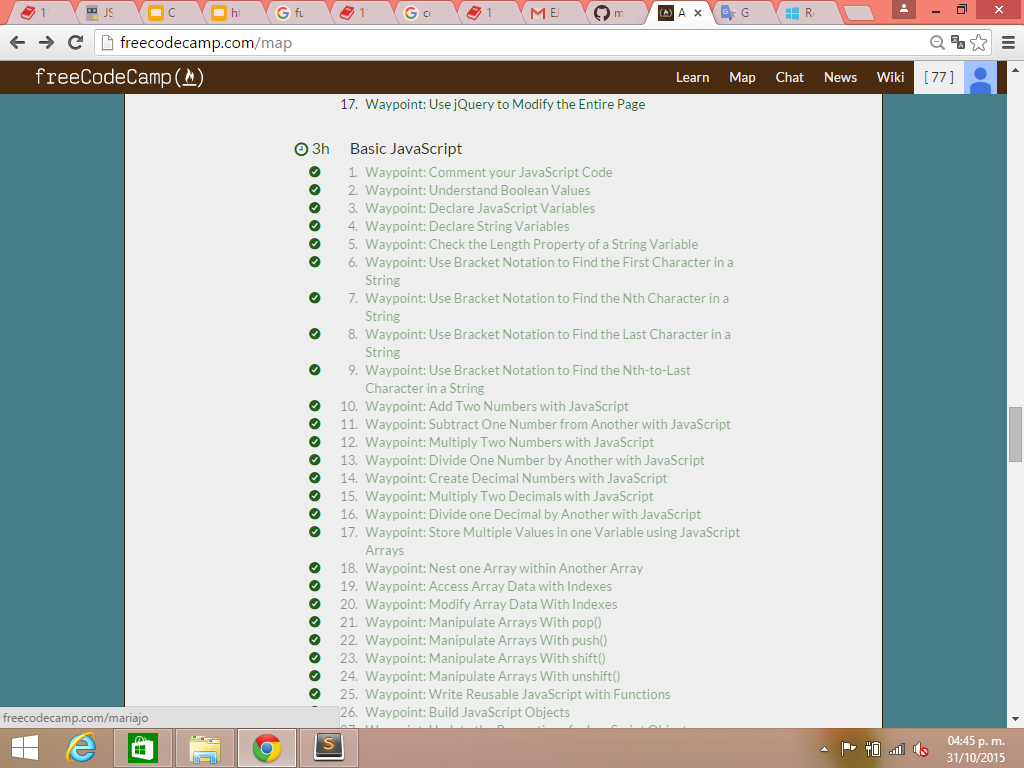 1
JS
C
ht
fu
1
co
1
EJ
m
A
G
R
freecodecamp.com/map
freeCodeCamp
Learn Map Chat News Wiki [ 77 ]
17. Waypoint: Use jQuery to Modify the Entire Page
3h Basic JavaScript
1. Waypoint: Comment your JavaScript Code
2. Waypoint: Understand Boolean Values
3. Waypoint: Declare JavaScript Variables
4. Waypoint: Declare String Variables
5. Waypoint: Check the Length Property of a String Variable
6. Waypoint: Use Bracket Notation to Find the First Character in a
String
7. Waypoint: Use Bracket Notation to Find the Nth Character in a
String
8. Waypoint: Use Bracket Notation to Find the Last Character in a
String
9. Waypoint: Use Bracket Notation to Find the Nth-to-Last
Character in a String
10. Waypoint: Add Two Numbers with JavaScript
11. Waypoint: Subtract One Number from Another with JavaScript
12. Waypoint: Multiply Two Numbers with JavaScript
13. Waypoint: Divide One Number by Another with JavaScript
14. Waypoint: Create Decimal Numbers with JavaScript
15. Waypoint: Multiply Two Decimals with JavaScript
16. Waypoint: Divide one Decimal by Another with JavaScript
17. Waypoint: Store Multiple Values in one Variable using JavaScript
Arrays
18. Waypoint: Nest one Array within Another Array
19. Waypoint: Access Array Data with Indexes
20. Waypoint: Modify Array Data With Indexes
21. Waypoint: Manipulate Arrays With pop()
22. Waypoint: Manipulate Arrays With push()
23. Waypoint: Manipulate Arrays With shift()
24. Waypoint: Manipulate Arrays With unshift()
25. Waypoint: Write Reusable JavaScript with Functions
26. Waypoint: Build JavaScript Objects
freecodecamp.com/mariajo
04:45 p. m.
31/10/2015